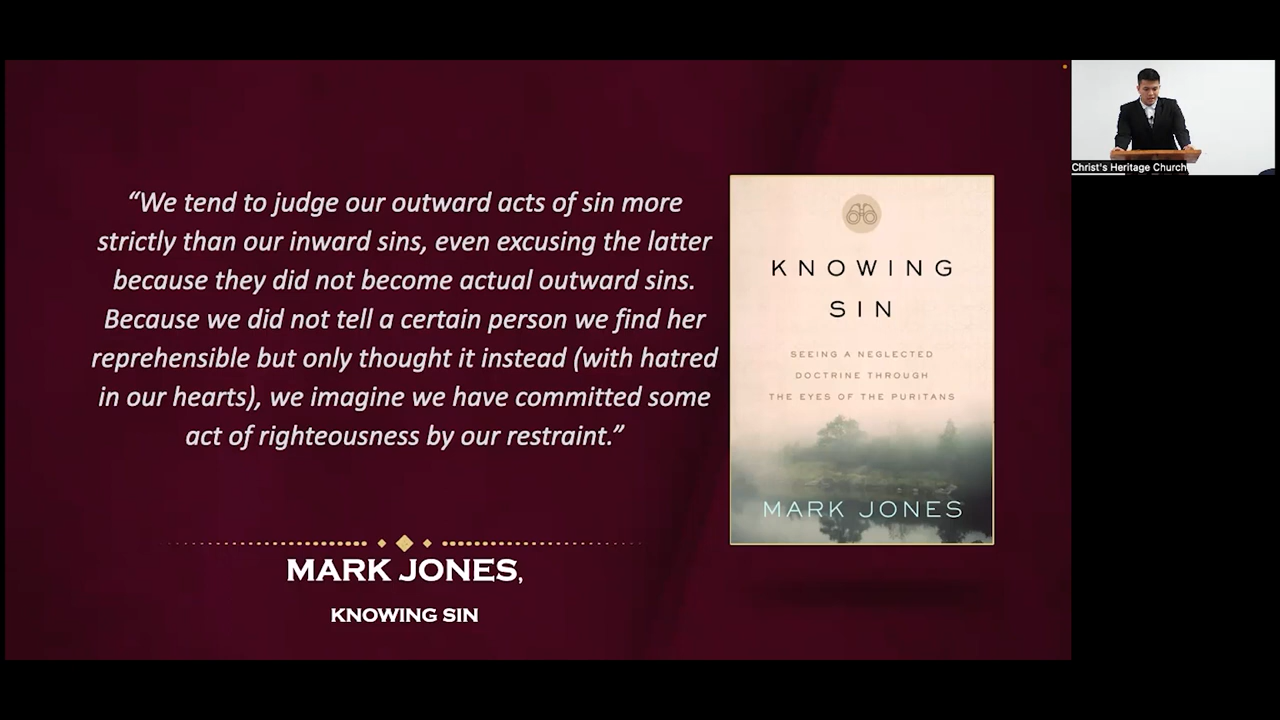 “We tend to judge our outward acts of sin more
strictly than our inward sins, even excusing the latter
because they did not become actual outward sins.
Because we did not tell a certain person we find her
reprehensible but only thought it instead (with hatred
in our hearts), we imagine we have committed some
act of righteousness by our restraint.”
MARK JONES,
KNOWING SIN
KNOWING
SIN
SEEING A NEGLECTED
DOCTRINE THROUGH
THE EYES OF THE PURITANS
MARK JONES
Christ's Heritage Church